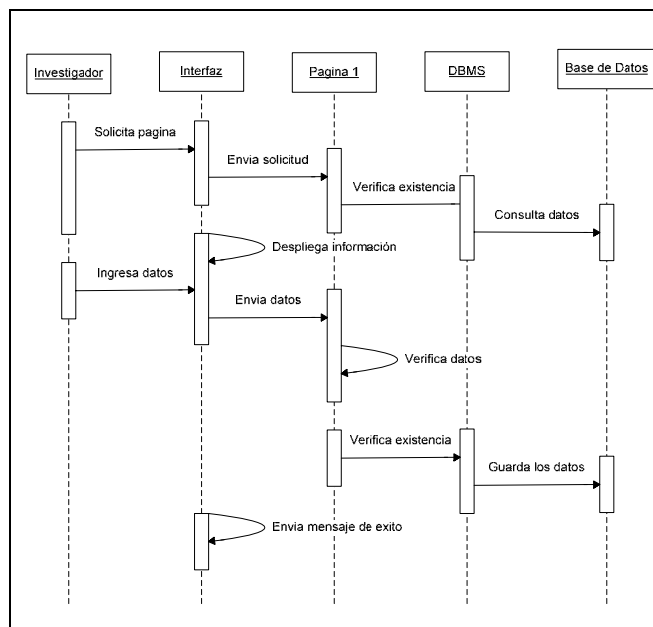 Investigador
Interfaz
Pagina 1
DBMS
Base de Datos
Solicita pagina
Envia solicitud
Verifica existencia
Consulta datos
Despliega información
Ingresa datos
Envia datos
Verifica datos
Verifica existencia
Guarda los datos
Envia mensaje de exito